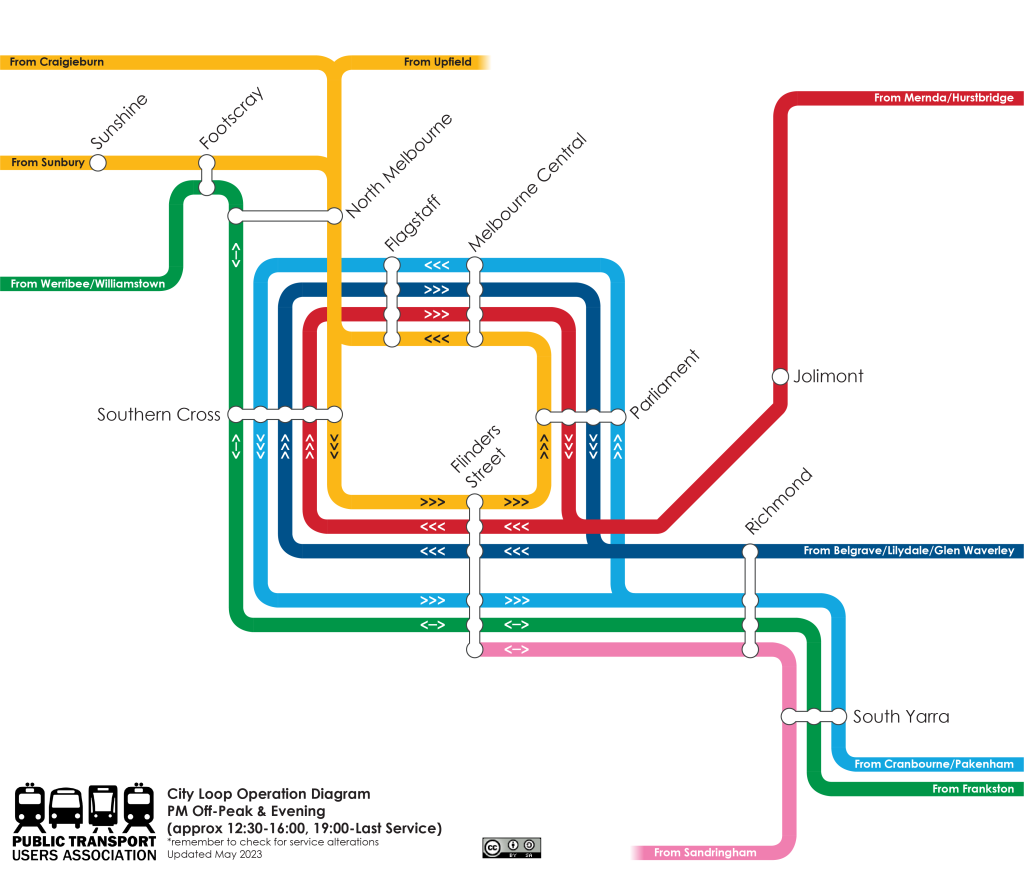 From Craigieburn
From Upfield
From Mernda/Hurstbridge
Sunshine
Footscray
From Sunbury
North Melbourne
Flagstaff
Melbourne Central
<—>
From Werribee/Williamstown
<<<
>>>
>>>
<<<
Jolimont
Southern Cross
Parliament
<—>
>>>
<<<
<<<
>>>
<<<
>>>
>>>
<<<
Flinders
Street
Richmond
>>> >>>
<<< <<<
<<< <<<
From Belgrave/Lilydale/Glen Waverley
>>> >>>
<—> <—>
<—>
South Yarra
From Cranbourne/Pakenham
From Frankston
From Sandringham
PUBLIC TRANSPORT
USERS ASSOCIATION
City Loop Operation Diagram
PM Off-Peak & Evening
(approx 12:30-16:00, 19:00-Last Service)
*remember to check for service alterations
Updated May 2023
cc
BY SA